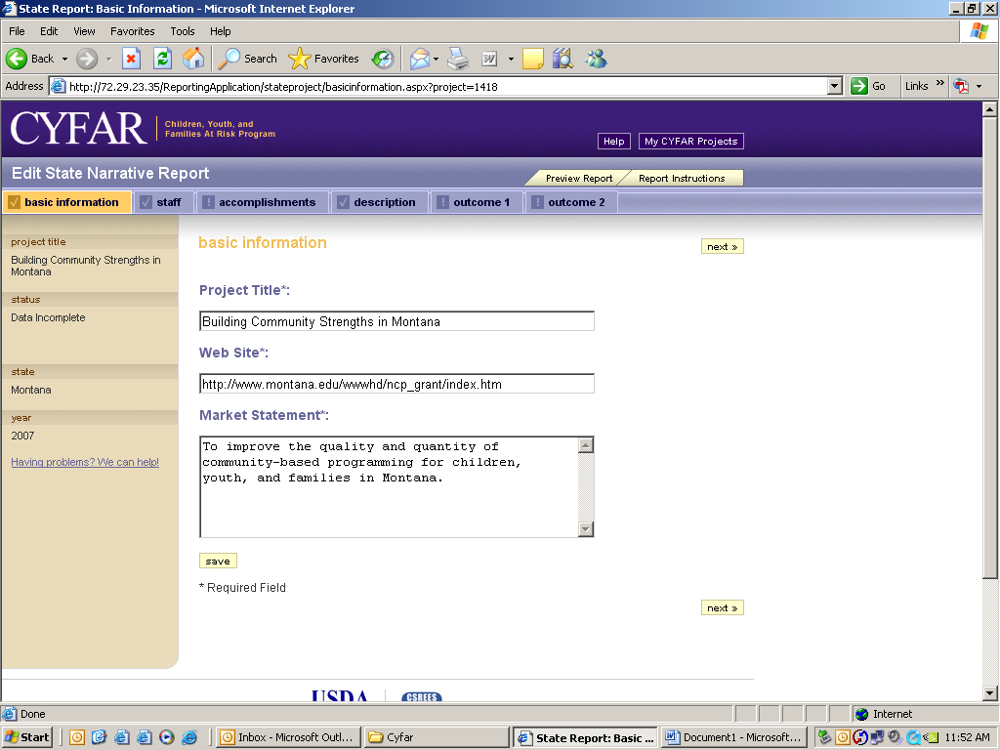 State Report: Basic Information - Microsoft Internet Explorer
File Edit View Favorites Tools Help
Back Search Favorites
Address http://72.29.23.35/ReportingApplication/stateproject/basicinformation.aspx?project=1418 Go Links »
CYFAR Children, Youth, and
Families At Risk Program
Help My CYFAR Projects
Edit State Narrative Report
Preview Report Report Instructions
basic information staff ! accomplishments description ! outcome 1 ! outcome 2
project title
Building Community Strengths in
Montana
status
Data Incomplete
state
Montana
year
2007
Having problems? We can help!
basic information
next »
Project Title*:
Building Community Strengths in Montana
Web Site*:
http://www.montana.edu/wwwhd/ncp_grant/index.htm
Market Statement*:
To improve the quality and quantity of
community-based programming for children,
youth, and families in Montana.
save
* Required Field
next »
USDA CSREES
Done Internet
Start Inbox - Microsoft Outl... Cyfar State Report: Basic ... Document1 - Microsoft... 11:52 AM